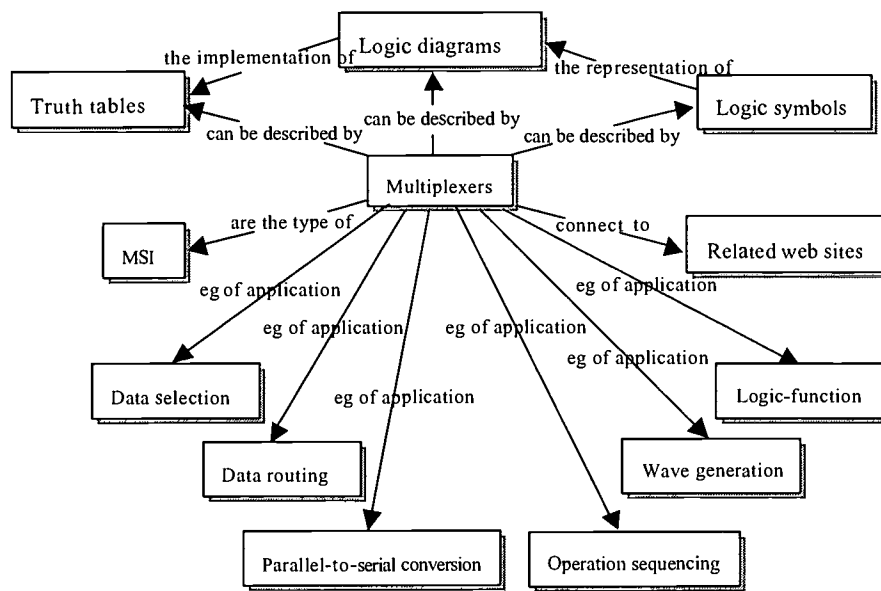 Logic diagrams
the implementation of
the representation of
Truth tables
Logic symbols
can be described by
can be described by
can be described by
Multiplexers
are the type of
connect to
MSI
Related web sites
eg of application
eg of application
eg of application
eg of application
eg of application
eg of application
Data selection
Logic-function
Data routing
Wave generation
Parallel-to-serial conversion
Operation sequencing